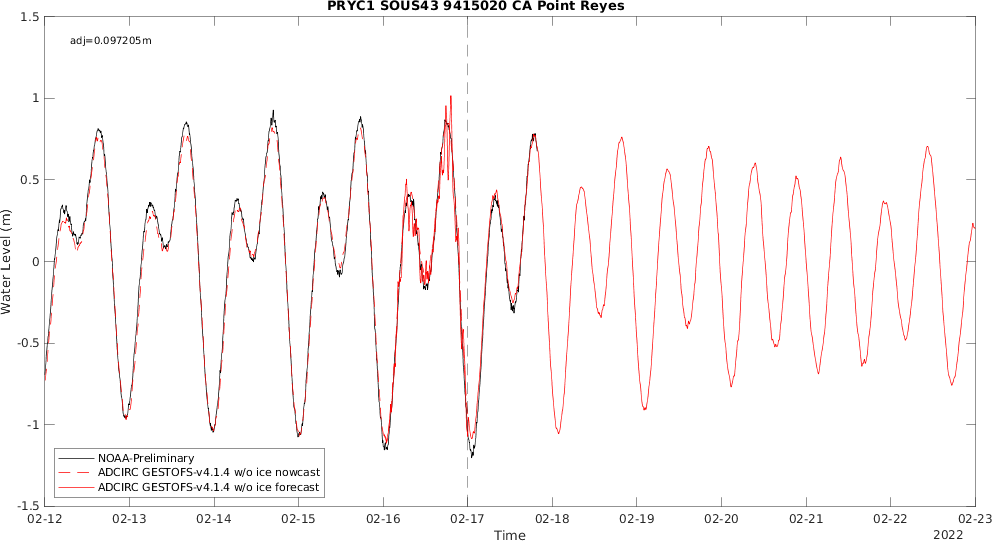 PRYC1 SOUS43 9415020 CA Point Reyes
1.5
adj=0.097205m
1
0.5
0
-0.5
-1
-1.5
Water Level (m)
NOAA-Preliminary
ADCIRC GESTOFS-v4.1.4 w/o ice nowcast
ADCIRC GESTOFS-v4.1.4 w/o ice forecast
02-12 02-13 02-14 02-15 02-16 02-17 02-18 02-19 02-20 02-21 02-22 02-23
Time
2022